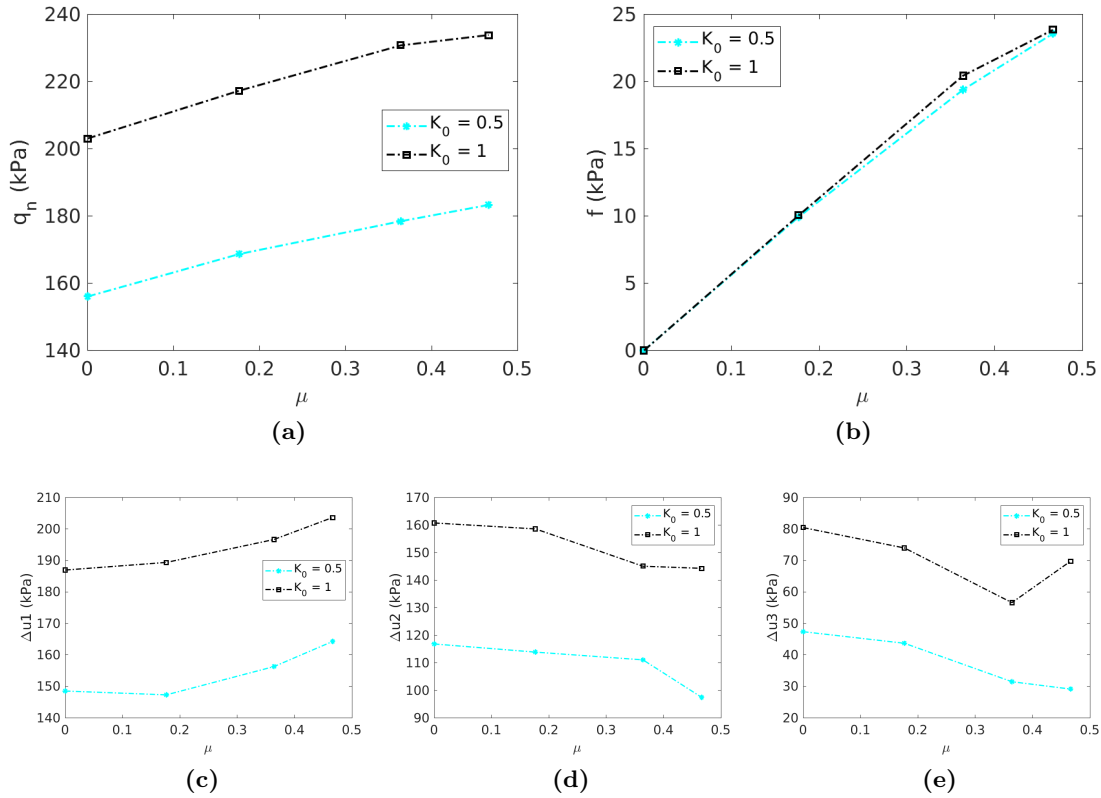 240
220
200
180
160
140
q_n (kPa)
K_0 = 0.5
K_0 = 1
0 0.1 0.2 0.3 0.4 0.5
μ
(a)
25
20
15
10
5
0
f (kPa)
K_0 = 0.5
K_0 = 1
0 0.1 0.2 0.3 0.4 0.5
μ
(b)
210
200
190
180
170
160
150
140
Δu1 (kPa)
K_0 = 0.5
K_0 = 1
0 0.1 0.2 0.3 0.4 0.5
μ
(c)
170
160
150
140
130
120
110
100
90
Δu2 (kPa)
K_0 = 0.5
K_0 = 1
0 0.1 0.2 0.3 0.4 0.5
μ
(d)
90
80
70
60
50
40
30
20
Δu3 (kPa)
K_0 = 0.5
K_0 = 1
0 0.1 0.2 0.3 0.4 0.5
μ
(e)